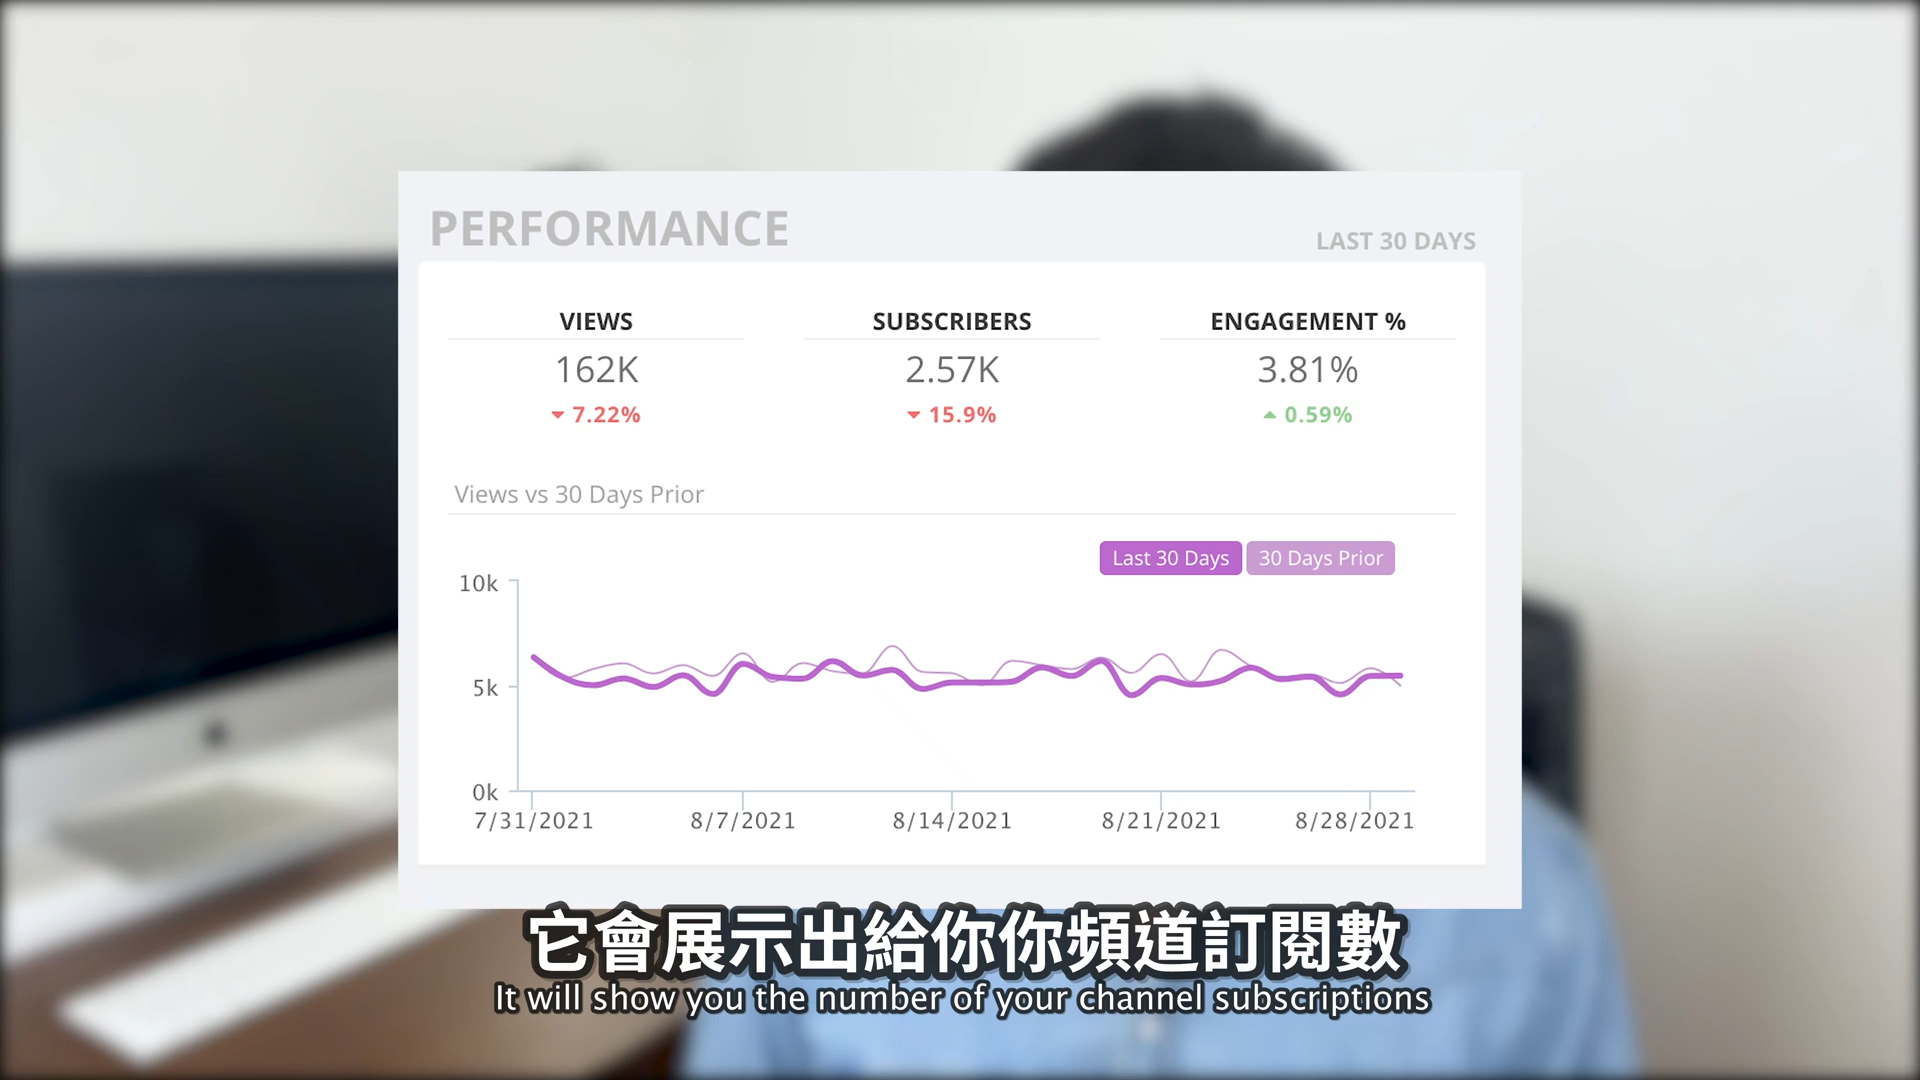 PERFORMANCE
LAST 30 DAYS
VIEWS SUBSCRIBERS ENGAGEMENT %
162K 2.57K 3.81%
7.22% 15.9% 0.59%
Views vs 30 Days Prior
Last 30 Days 30 Days Prior
10k
5k
0k
7/31/2021 8/7/2021 8/14/2021 8/21/2021 8/28/2021
它會展示出給你你頻道訂閱數
It will show you the number of your channel subscriptions